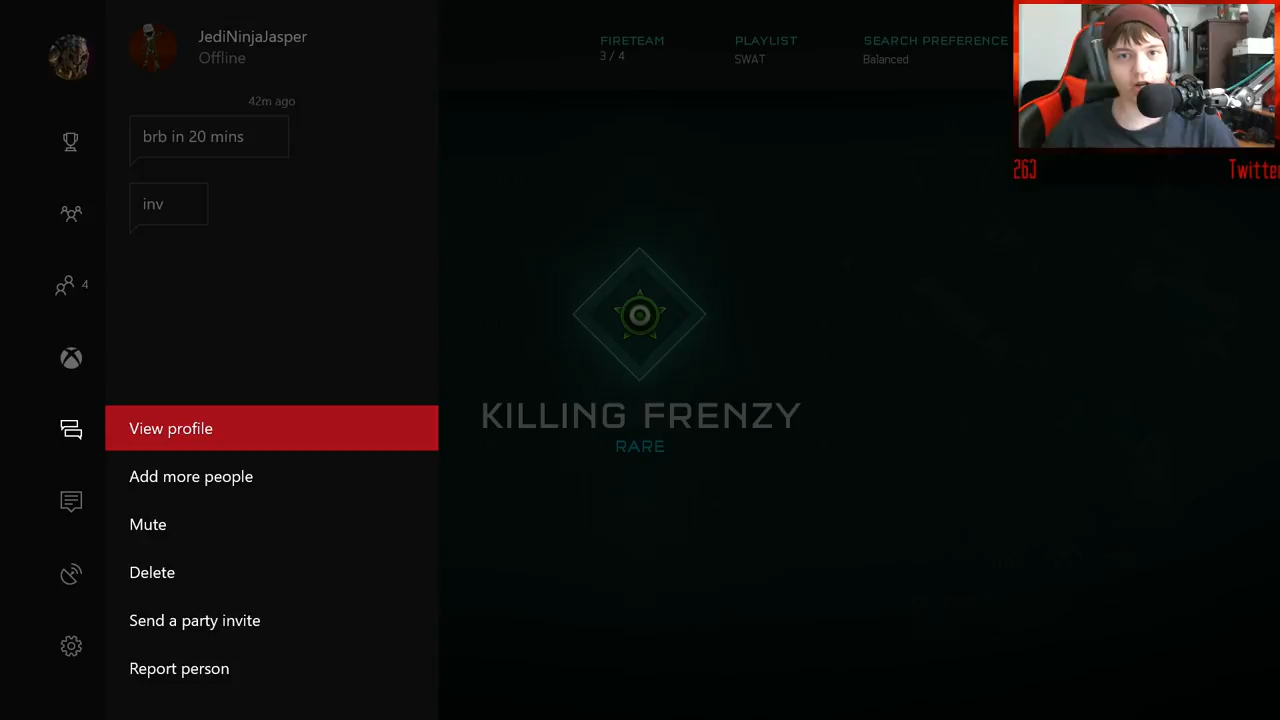 JediNinjaJasper
Offline
42m ago
brb in 20 mins
inv
4
View profile
Add more people
Mute
Delete
Send a party invite
Report person
FIRETEAM
3 / 4
PLAYLIST
SWAT
SEARCH PREFERENCE
Balanced
KILLING FRENZY
RARE
263
Twitter